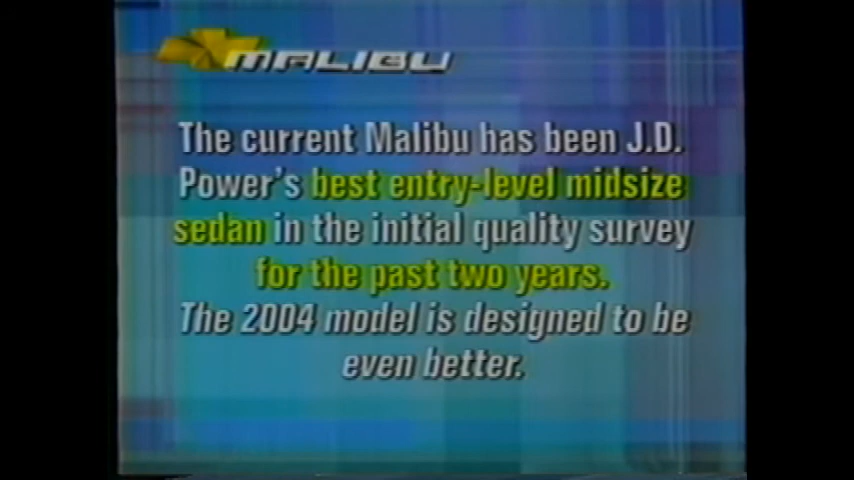 MALIBU
The current Malibu has been J.D.
Power's best entry-level midsize
sedan in the initial quality survey
for the past two years.
The 2004 model is designed to be
even better.